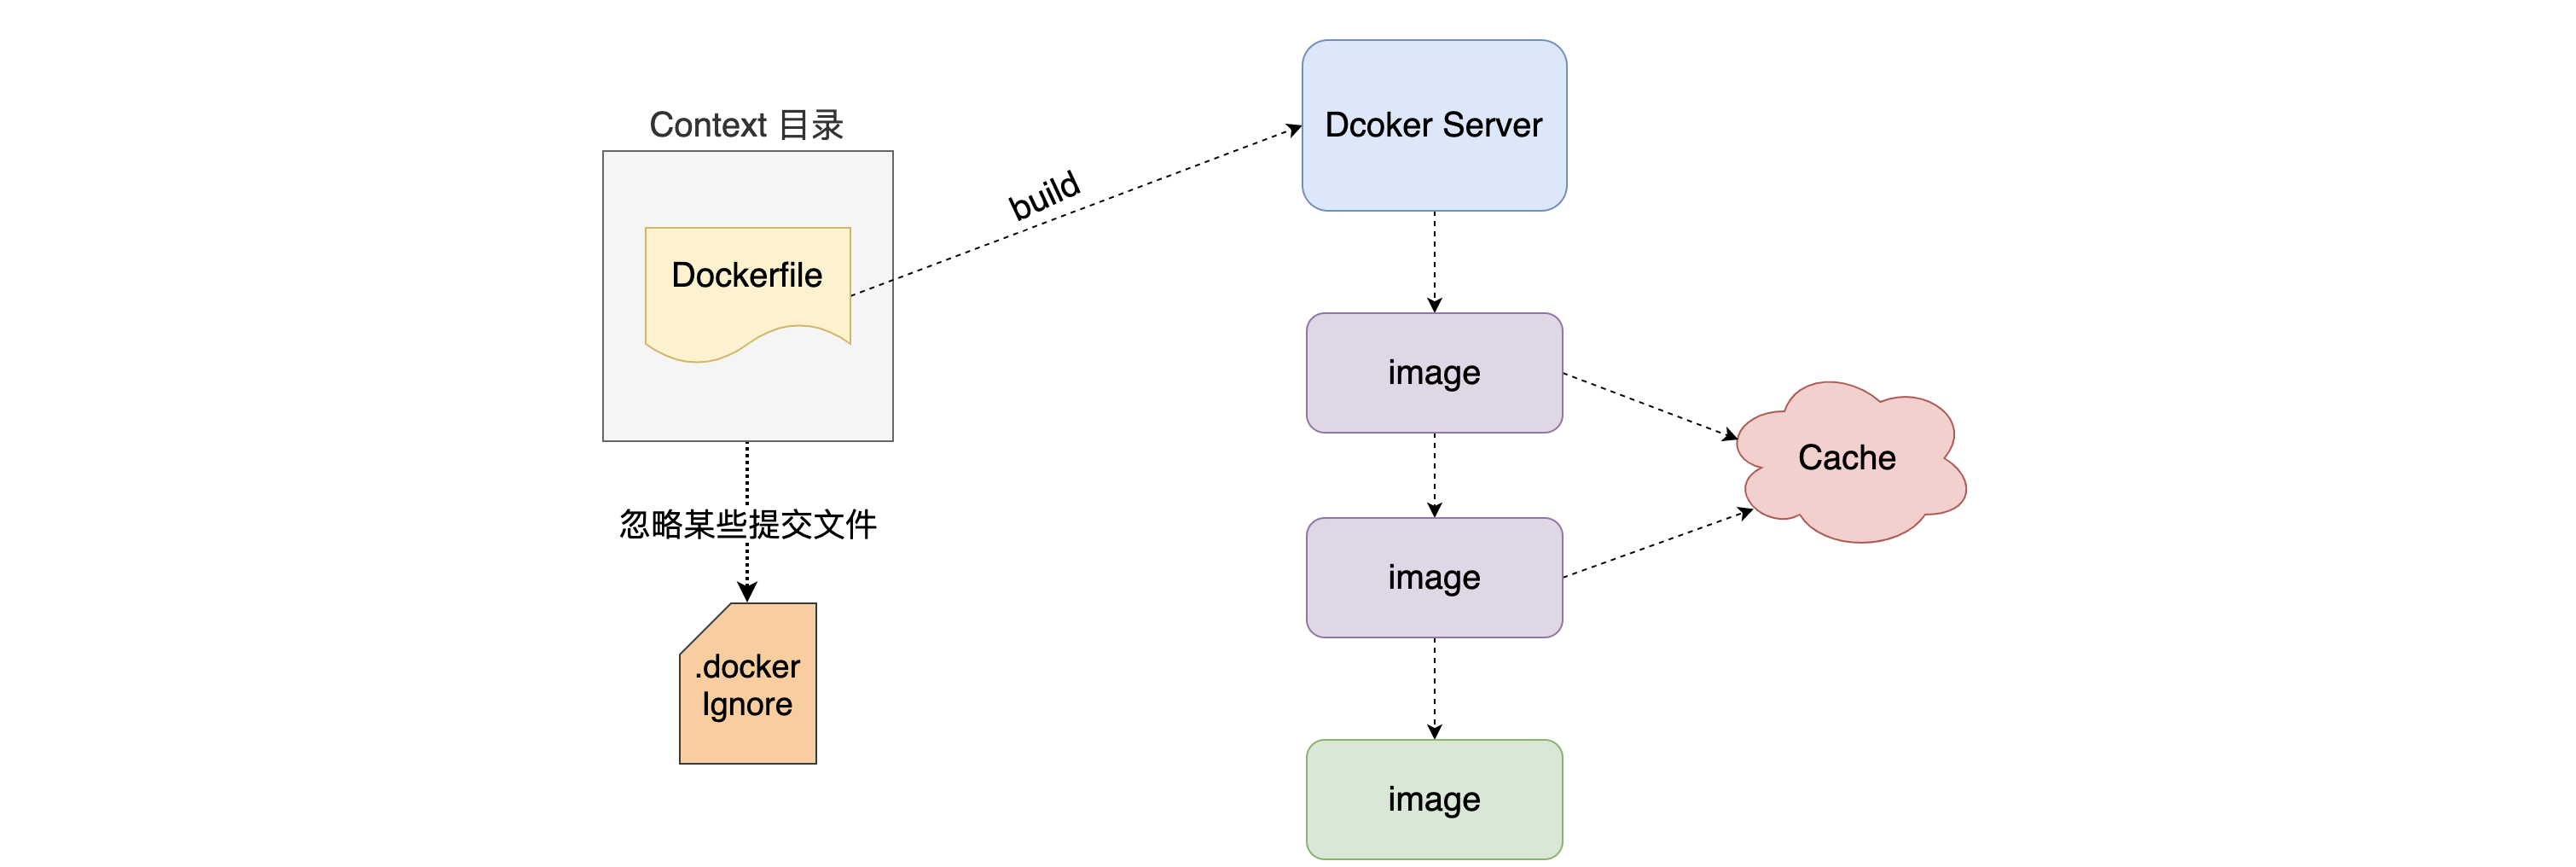 Context 目录
Dockerfile
build
Dcoker Server
image
image
image
Cache
忽略某些提交文件
.docker
Ignore